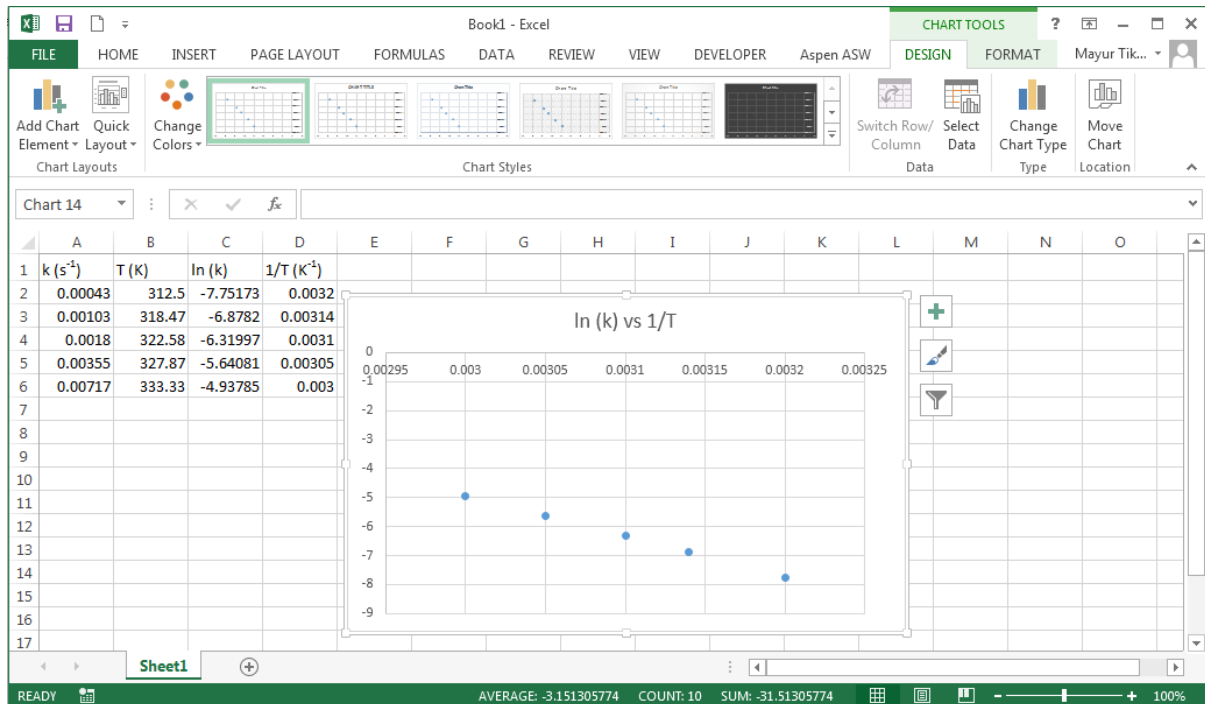 Book1 - Excel
CHART TOOLS
?
FILE HOME INSERT PAGE LAYOUT FORMULAS DATA REVIEW VIEW DEVELOPER Aspen ASW DESIGN FORMAT Mayur Tik...
Add Chart Element
Quick Layout
Change Colors
Switch Row/ Column
Select Data
Change Chart Type
Move Chart
Chart Layouts
Chart Styles
Data
Type
Location
Chart 14
fx
A B C D E F G H I J K L M N O
1 k (s⁻¹) T (K) ln (k) 1/T (K⁻¹)
2 0.00043 312.5 -7.75173 0.0032
3 0.00103 318.47 -6.8782 0.00314
4 0.0018 322.58 -6.31997 0.0031
5 0.00355 327.87 -5.64081 0.00305
6 0.00717 333.33 -4.93785 0.003
7
8
9
10
11
12
13
14
15
16
17
ln (k) vs 1/T
0
0.00295 0.003 0.00305 0.0031 0.00315 0.0032 0.00325
-1
-2
-3
-4
-5
-6
-7
-8
-9
Sheet1
READY
AVERAGE: -3.151305774 COUNT: 10 SUM: -31.51305774
100%